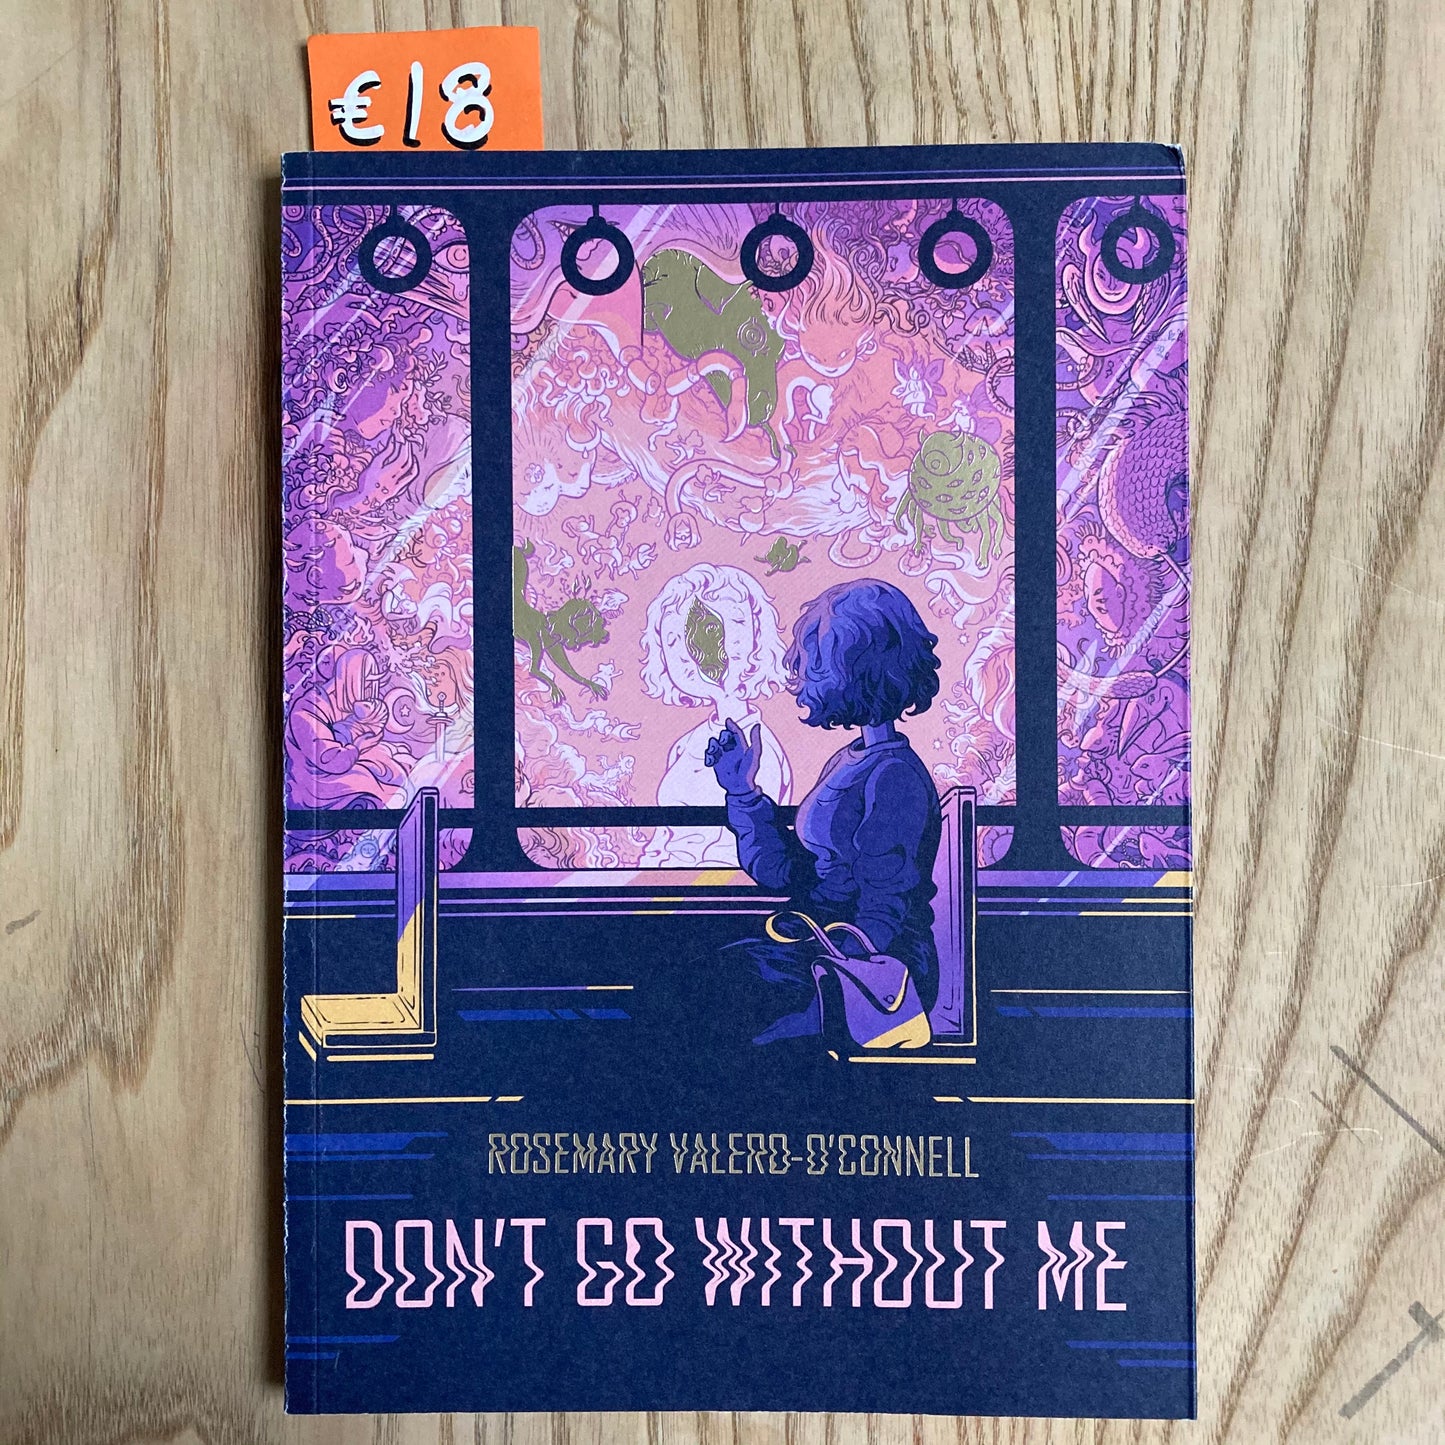 €18
ROSEMARY VALERO-O'CONNELL
DON'T GO WITHOUT ME